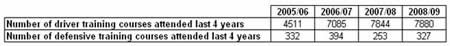 2005/06 2006/07 2007/08 2008/09
Number of driver training courses attended last 4 years 4511 7085 7844 7880
Number of defensive training courses attended last 4 years 332 394 253 327